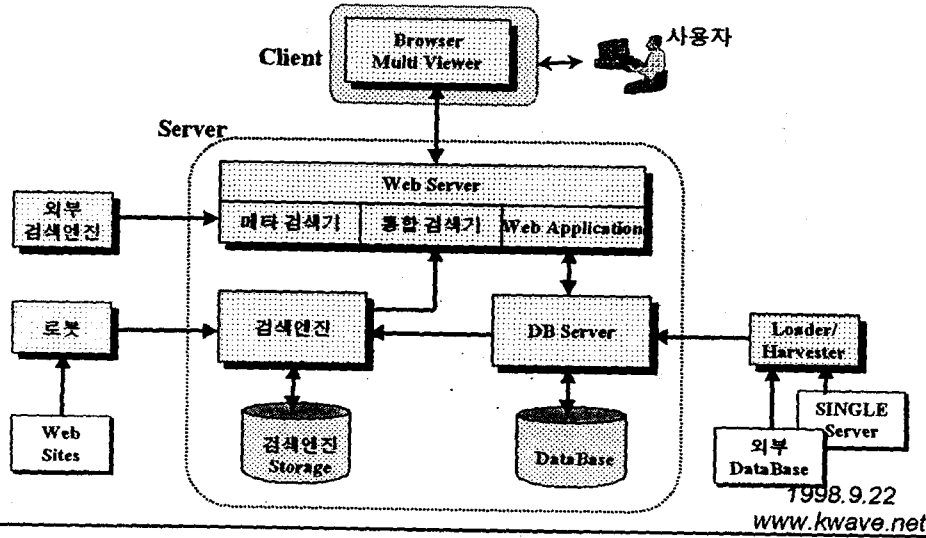 Client
Browser
Multi Viewer
사용자
Server
Web Server
메타 검색기
통합 검색기
Web Application
외부
검색엔진
로봇
검색엔진
DB Server
Loader/
Harvester
Web
Sites
검색엔진
Storage
DataBase
SINGLE
Server
외부
DataBase
1998.9.22
www.kwave.net